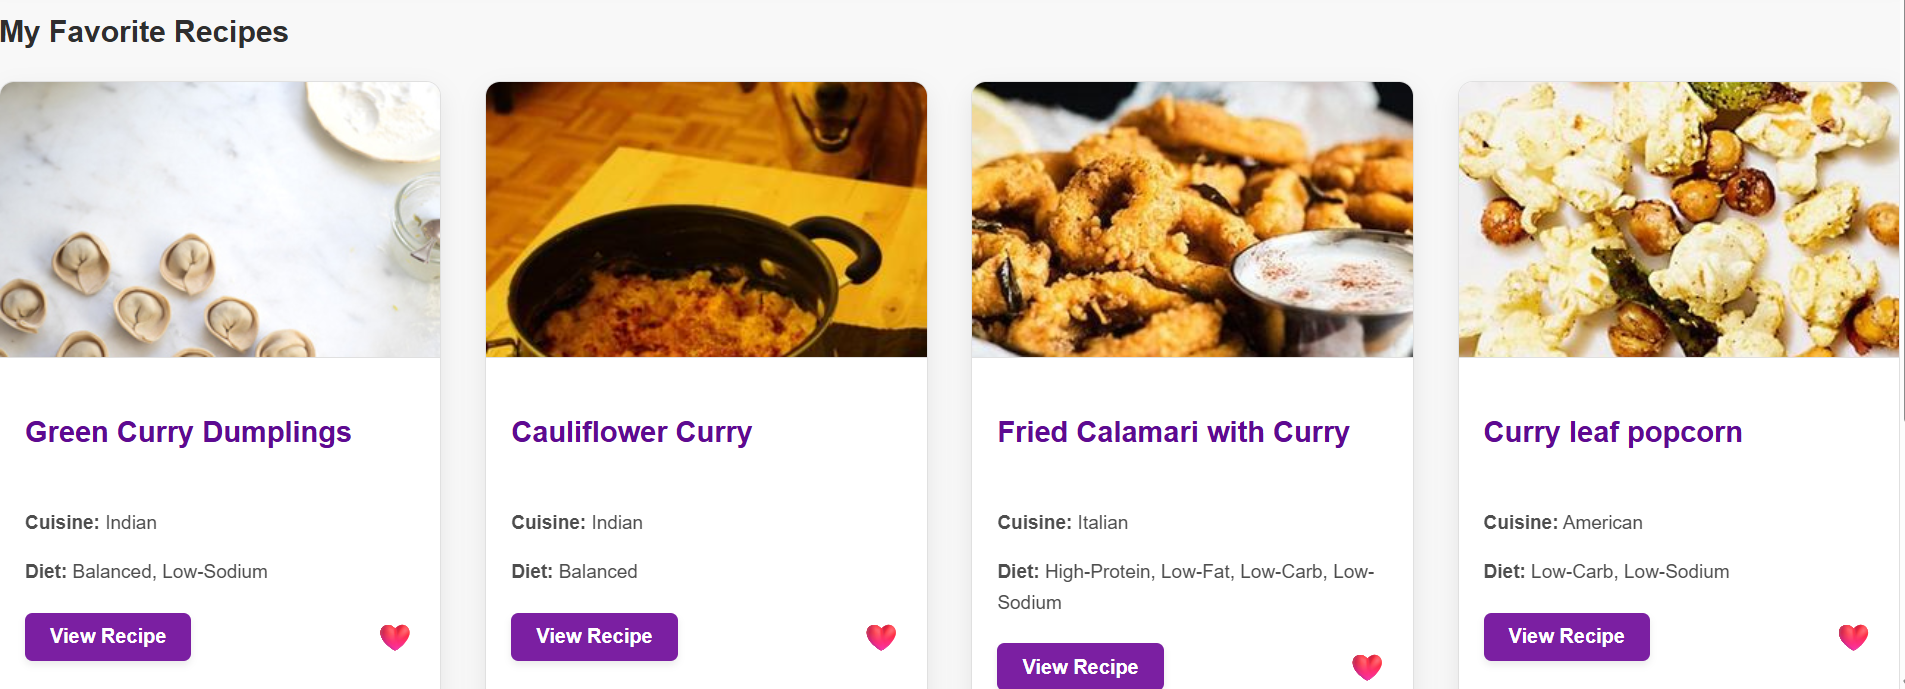 My Favorite Recipes
Green Curry Dumplings
Cuisine: Indian
Diet: Balanced, Low-Sodium
View Recipe
Cauliflower Curry
Cuisine: Indian
Diet: Balanced
View Recipe
Fried Calamari with Curry
Cuisine: Italian
Diet: High-Protein, Low-Fat, Low-Carb, Low-
Sodium
View Recipe
Curry leaf popcorn
Cuisine: American
Diet: Low-Carb, Low-Sodium
View Recipe